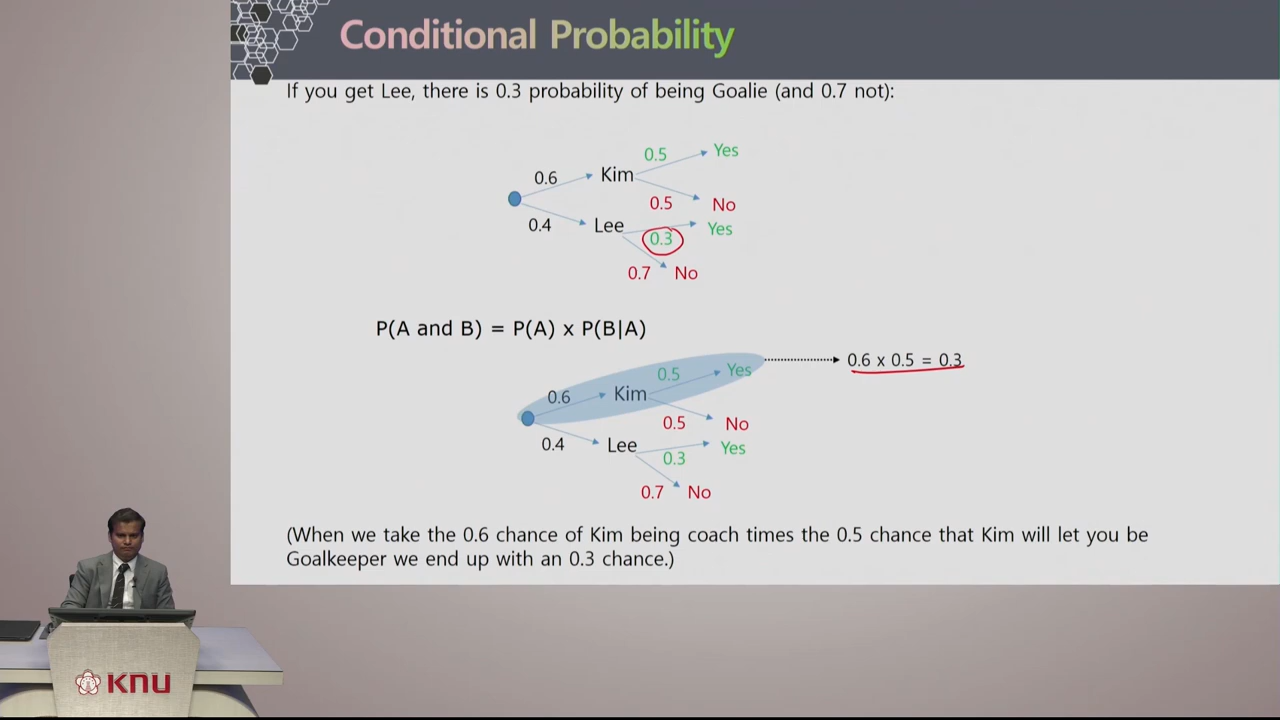 Conditional Probability
If you get Lee, there is 0.3 probability of being Goalie (and 0.7 not):
0.5 Yes
0.6 Kim
0.5 No
0.4 Lee 0.3 Yes
0.7 No
P(A and B) = P(A) x P(B|A)
0.6 x 0.5 = 0.3
0.5 Yes
0.6 Kim
0.5 No
0.4 Lee 0.3 Yes
0.7 No
(When we take the 0.6 chance of Kim being coach times the 0.5 chance that Kim will let you be
Goalkeeper we end up with an 0.3 chance.)
KNU